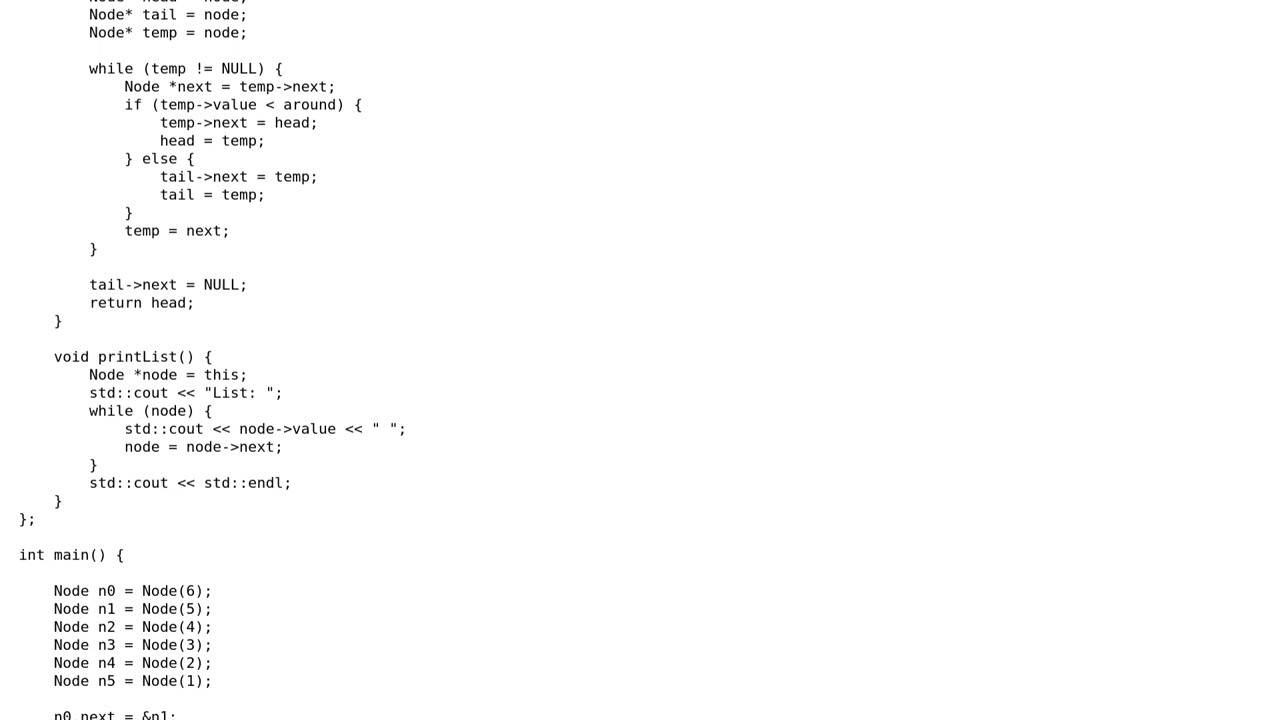 Node* tail = node;
Node* temp = node;
while (temp != NULL) {
Node *next = temp->next;
if (temp->value < around) {
temp->next = head;
head = temp;
} else {
tail->next = temp;
tail = temp;
}
temp = next;
}
tail->next = NULL;
return head;
}
void printList() {
Node *node = this;
std::cout << "List: ";
while (node) {
std::cout << node->value << " ";
node = node->next;
}
std::cout << std::endl;
}
};
int main() {
Node n0 = Node(6);
Node n1 = Node(5);
Node n2 = Node(4);
Node n3 = Node(3);
Node n4 = Node(2);
Node n5 = Node(1);
n0.next = &n1;